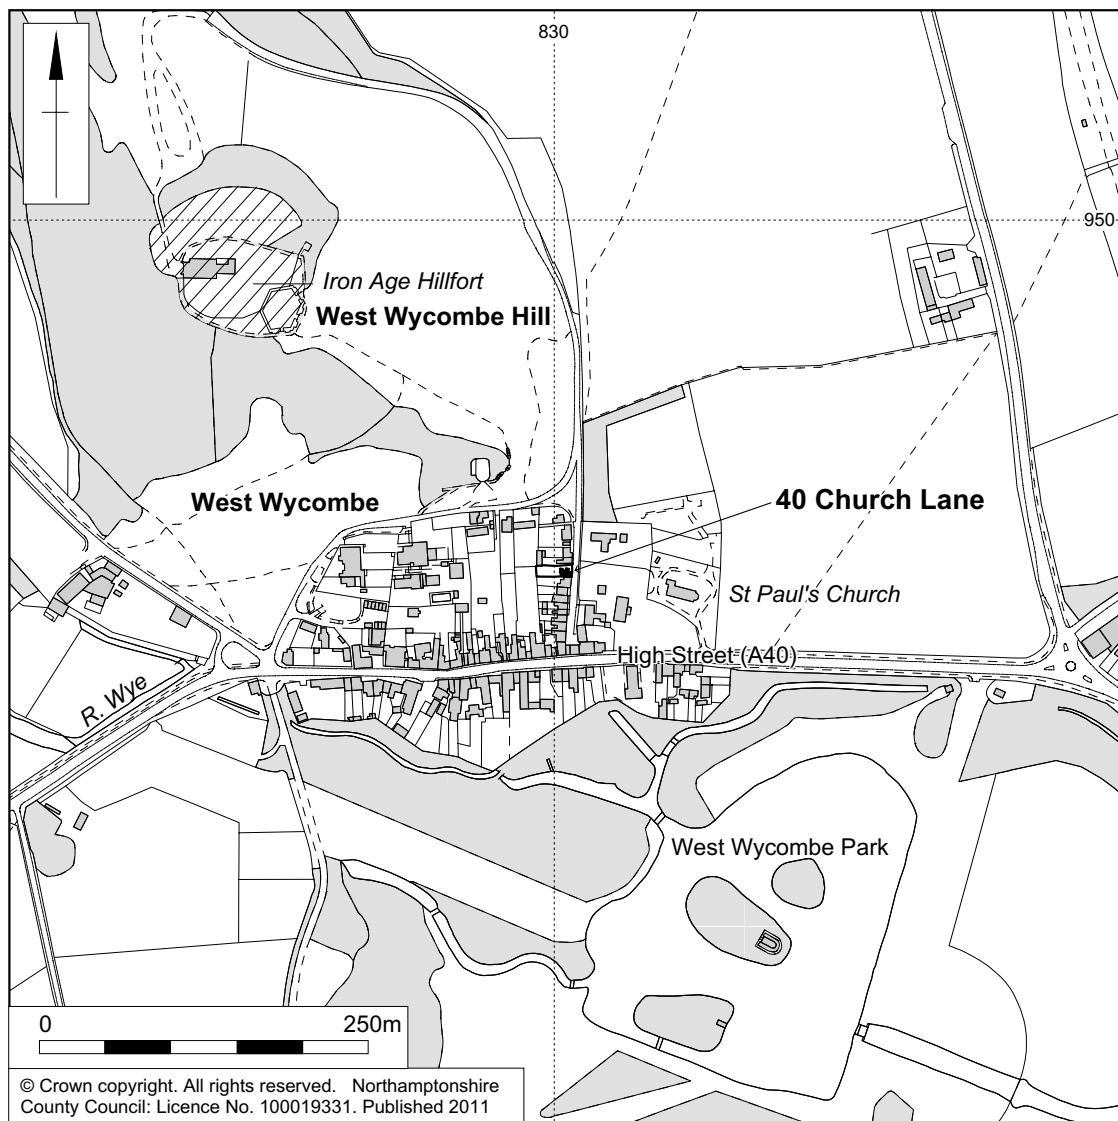 830
950
Iron Age Hillfort
West Wycombe Hill
West Wycombe
40 Church Lane
St Paul's Church
High Street (A40)
R. Wye
West Wycombe Park
0 250m
© Crown copyright. All rights reserved. Northamptonshire
County Council: Licence No. 100019331. Published 2011